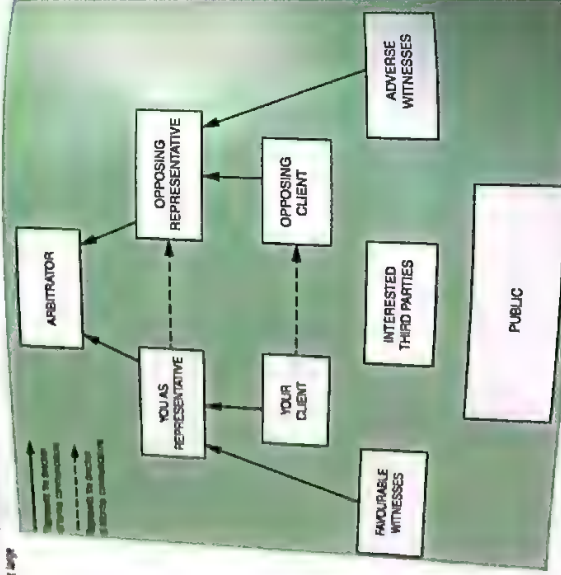 ARBITRATOR
YOU AS
REPRESENTATIVE
OPPOSING
REPRESENTATIVE
YOUR
CLIENT
OPPOSING
CLIENT
FAVOURABLE
WITNESSES
INTERESTED
THIRD PARTIES
ADVERSE
WITNESSES
PUBLIC